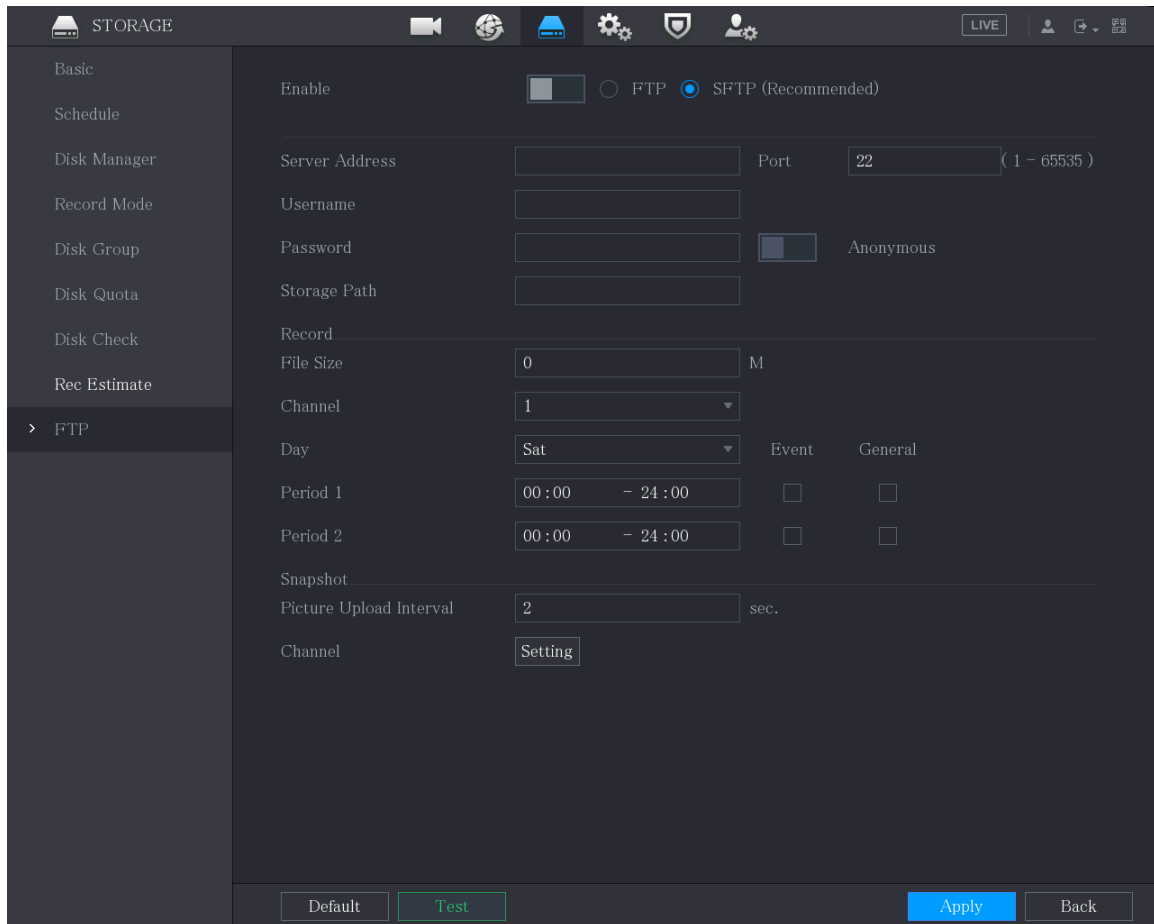 STORAGE
LIVE
Basic
Schedule
Disk Manager
Record Mode
Disk Group
Disk Quota
Disk Check
Rec Estimate
FTP
Enable FTP SFTP (Recommended)
Server Address Port 22 ( 1 - 65535 )
Username
Password Anonymous
Storage Path
Record
File Size 0 M
Channel 1
Day Sat Event General
Period 1 00 : 00 - 24 : 00
Period 2 00 : 00 - 24 : 00
Snapshot
Picture Upload Interval 2 sec.
Channel Setting
Default Test Apply Back